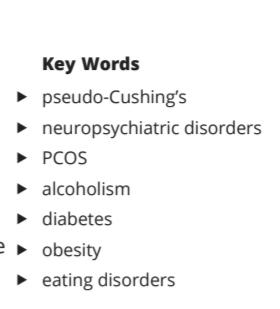 Key Words
▶ pseudo-Cushing's
▶ neuropsychiatric disorders
▶ PCOS
▶ alcoholism
▶ diabetes
e ▶ obesity
▶ eating disorders